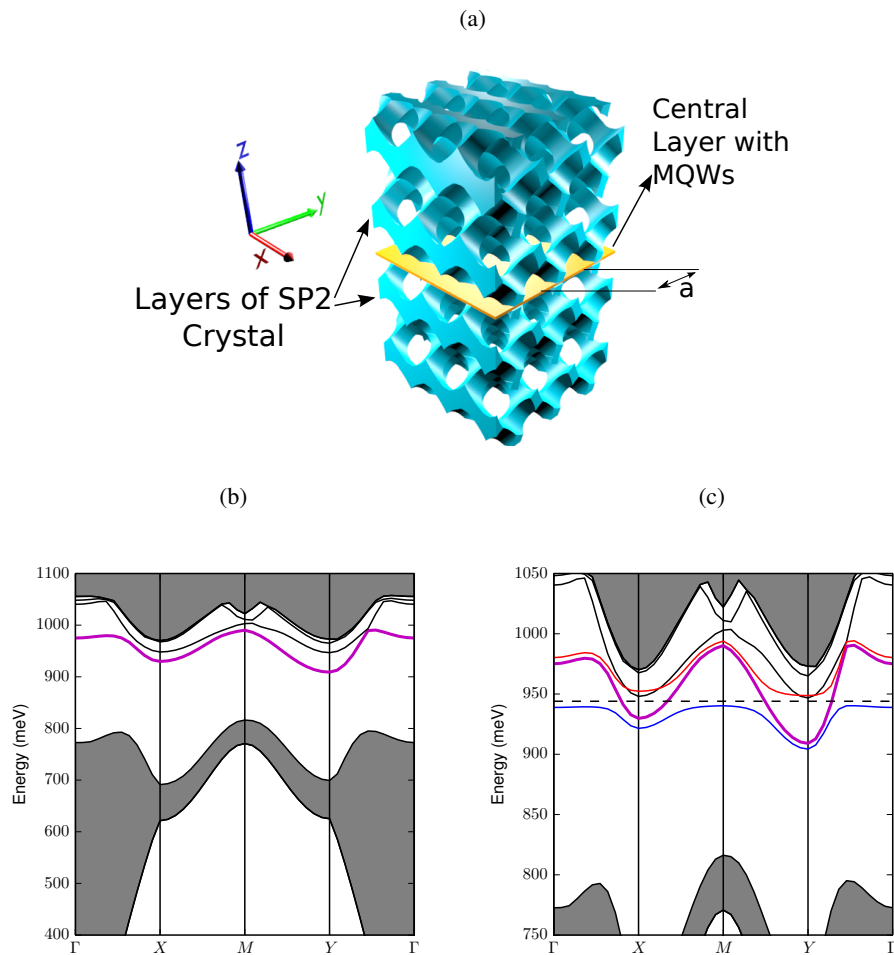 (a)
Central
Layer with
MQWs
Z
y
X
a
Layers of SP2
Crystal
(b)
(c)
1100
1000
900
800
700
600
500
400
Energy (meV)
Γ X M Y Γ
1050
1000
950
900
850
800
750
Energy (meV)
Γ X M Y Γ